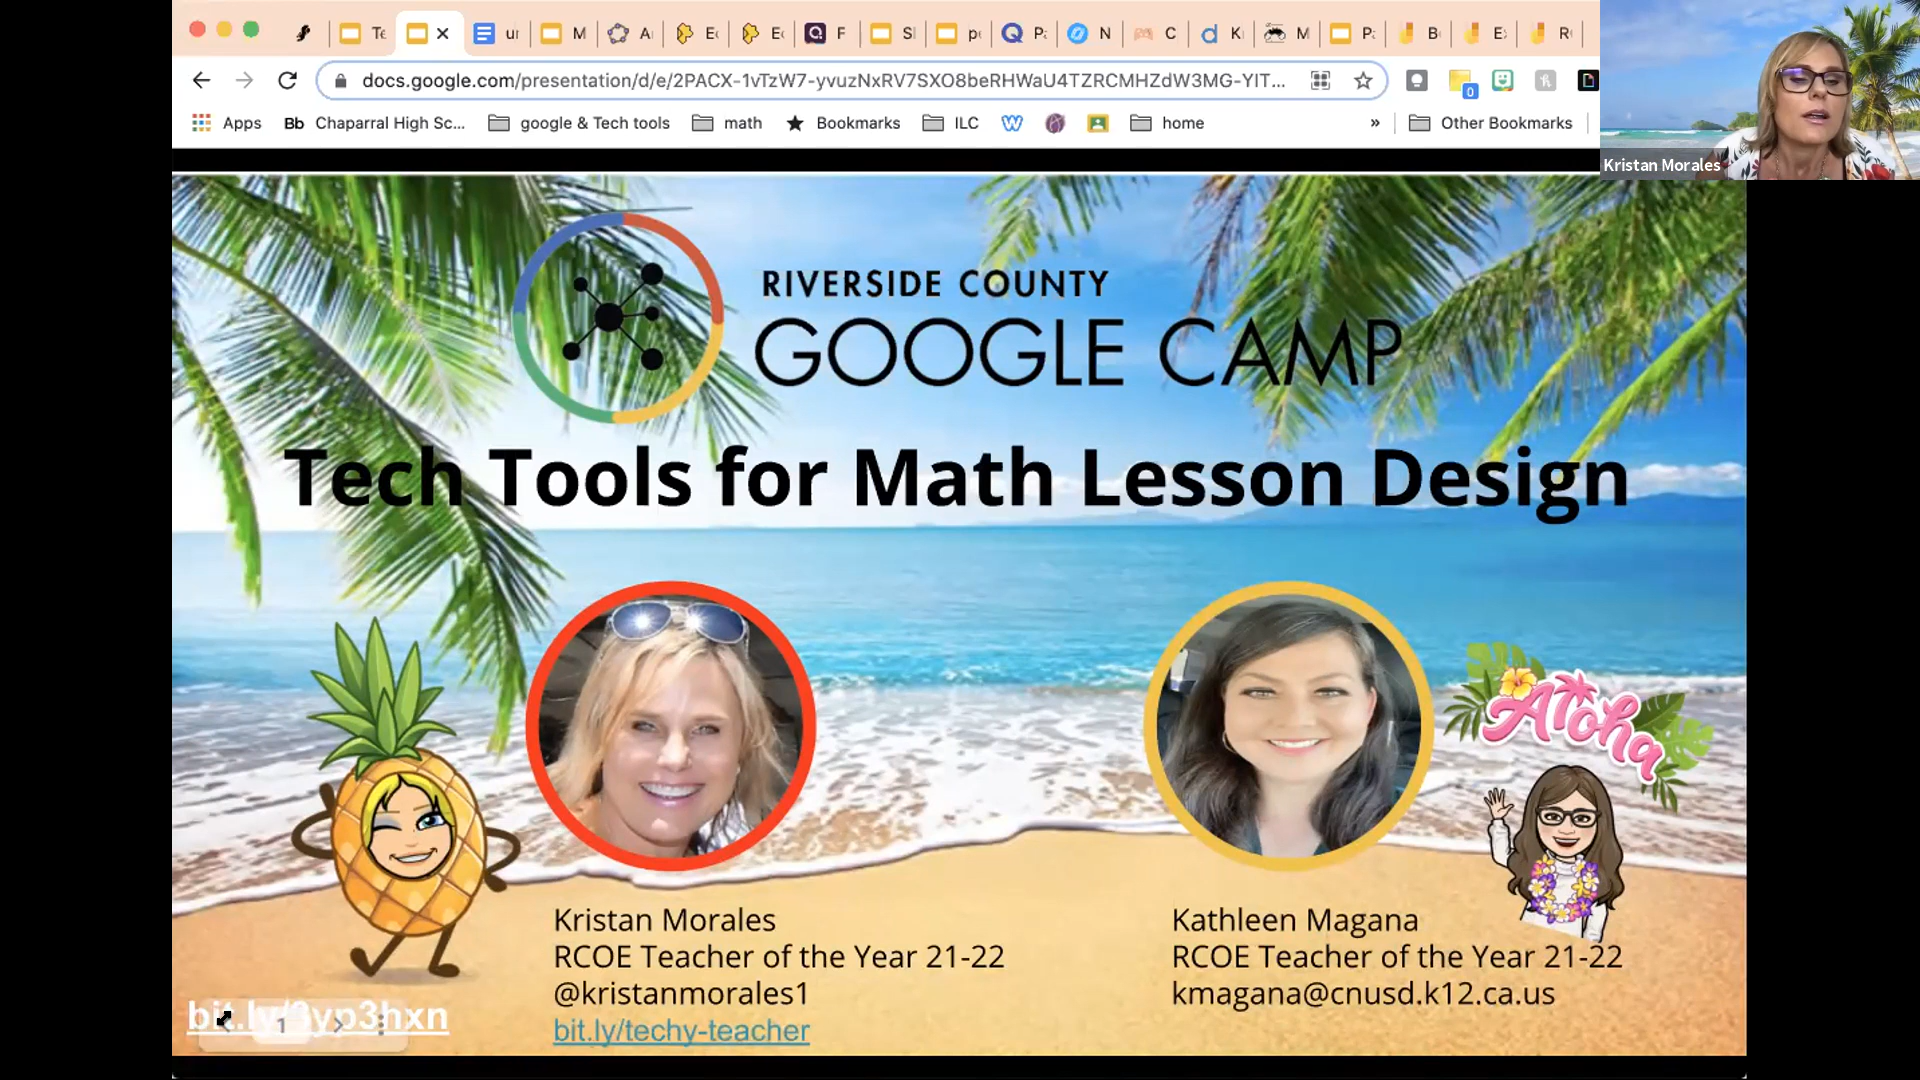 docs.google.com/presentation/d/e/2PACX-1vTzW7-yvuzNxRV7SXO8beRHWaU4TZRCMHZdW3MG-YIT...
0
Apps
Bb Chaparral High Sc...
google & Tech tools
math
Bookmarks
ILC
home
»
Other Bookmarks
Kristan Morales
RIVERSIDE COUNTY
GOOGLE CAMP
Tech Tools for Math Lesson Design
Aloha
Kristan Morales
RCOE Teacher of the Year 21-22
@kristanmorales1
bit.ly/techy-teacher
Kathleen Magana
RCOE Teacher of the Year 21-22
kmagana@cnusd.k12.ca.us
1